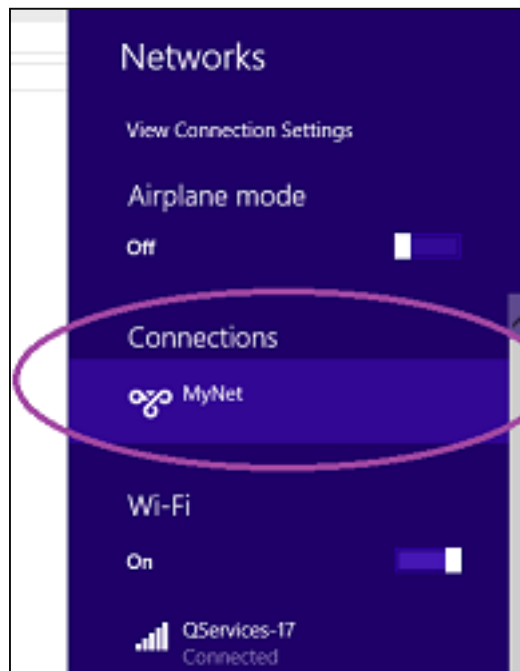 Networks
View Connection Settings
Airplane mode
Off
Connections
MyNet
Wi-Fi
On
QServices-17
Connected